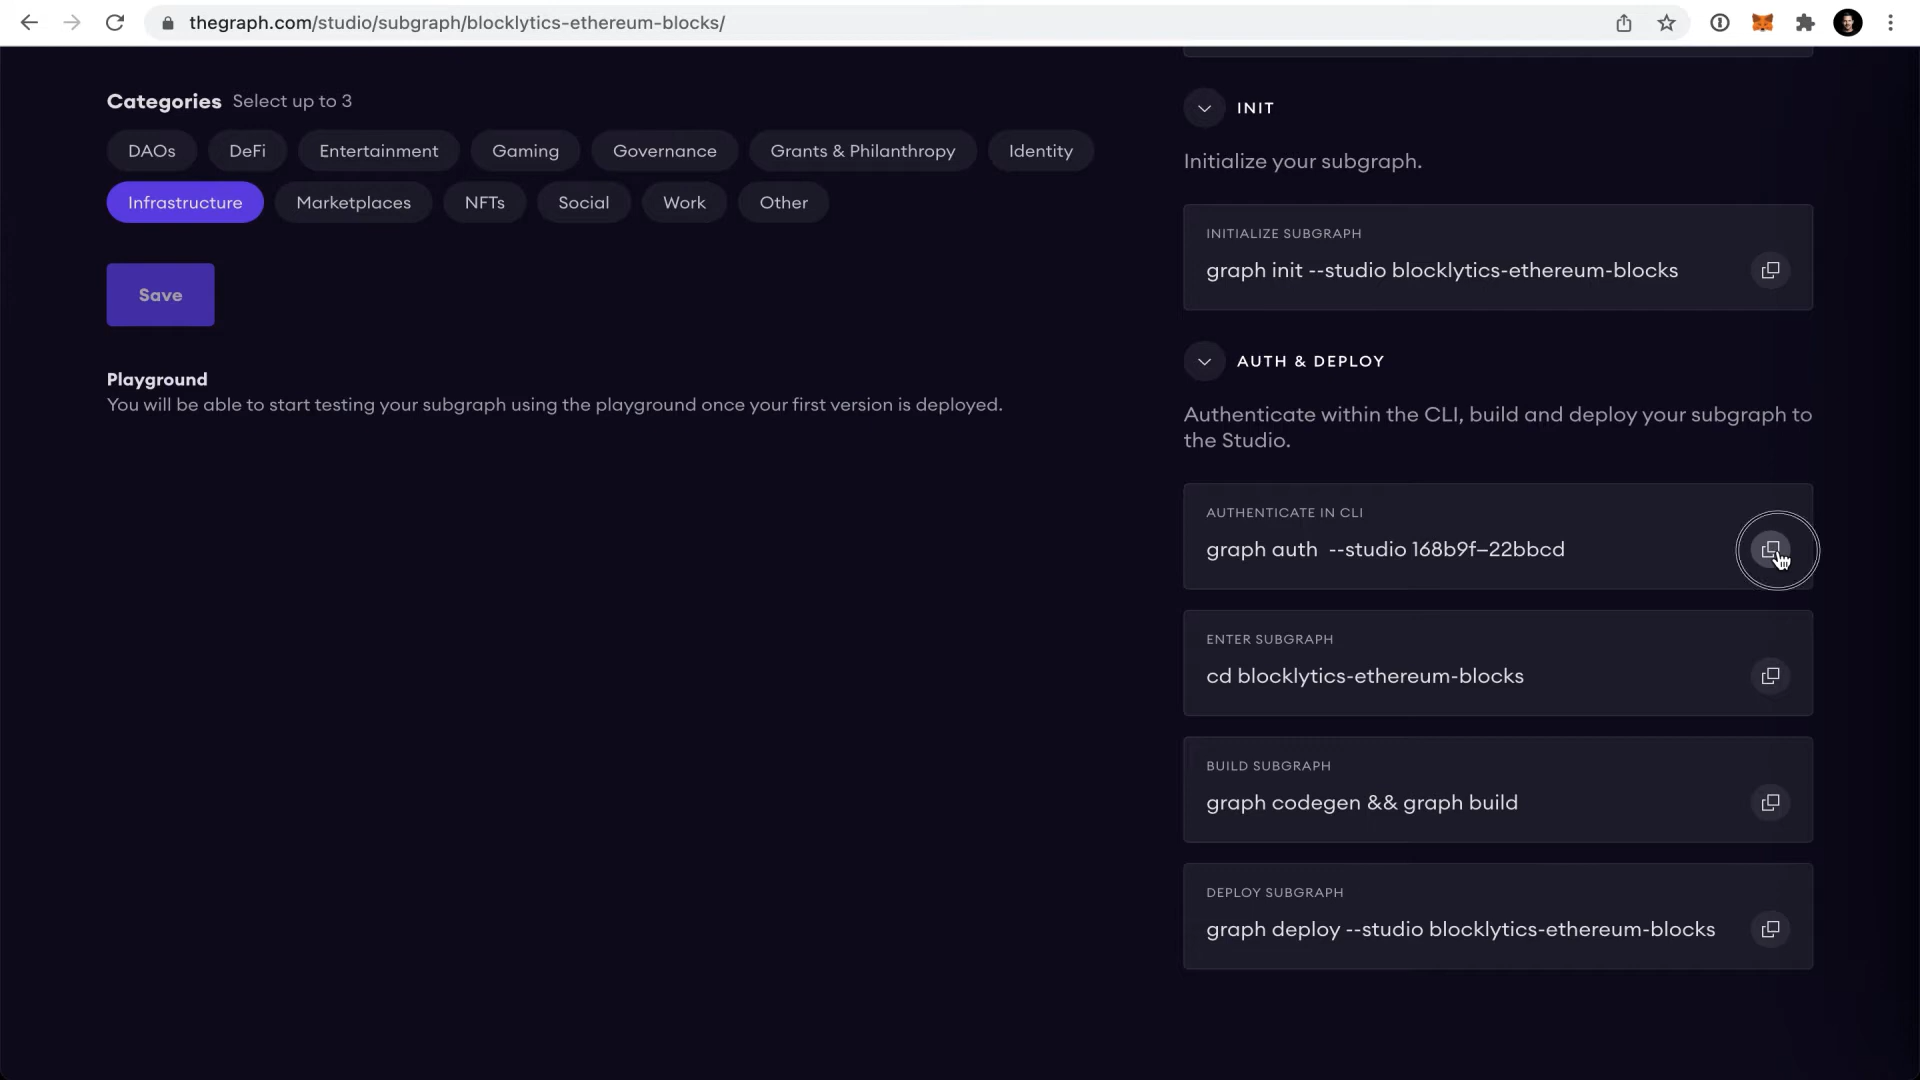 thegraph.com/studio/subgraph/blocklytics-ethereum-blocks/
Categories Select up to 3
DAOs DeFi Entertainment Gaming Governance Grants & Philanthropy Identity
Infrastructure Marketplaces NFTs Social Work Other
Save
Playground
You will be able to start testing your subgraph using the playground once your first version is deployed.
INIT
Initialize your subgraph.
INITIALIZE SUBGRAPH
graph init --studio blocklytics-ethereum-blocks
AUTH & DEPLOY
Authenticate within the CLI, build and deploy your subgraph to
the Studio.
AUTHENTICATE IN CLI
graph auth --studio 168b9f–22bbcd
ENTER SUBGRAPH
cd blocklytics-ethereum-blocks
BUILD SUBGRAPH
graph codegen && graph build
DEPLOY SUBGRAPH
graph deploy --studio blocklytics-ethereum-blocks